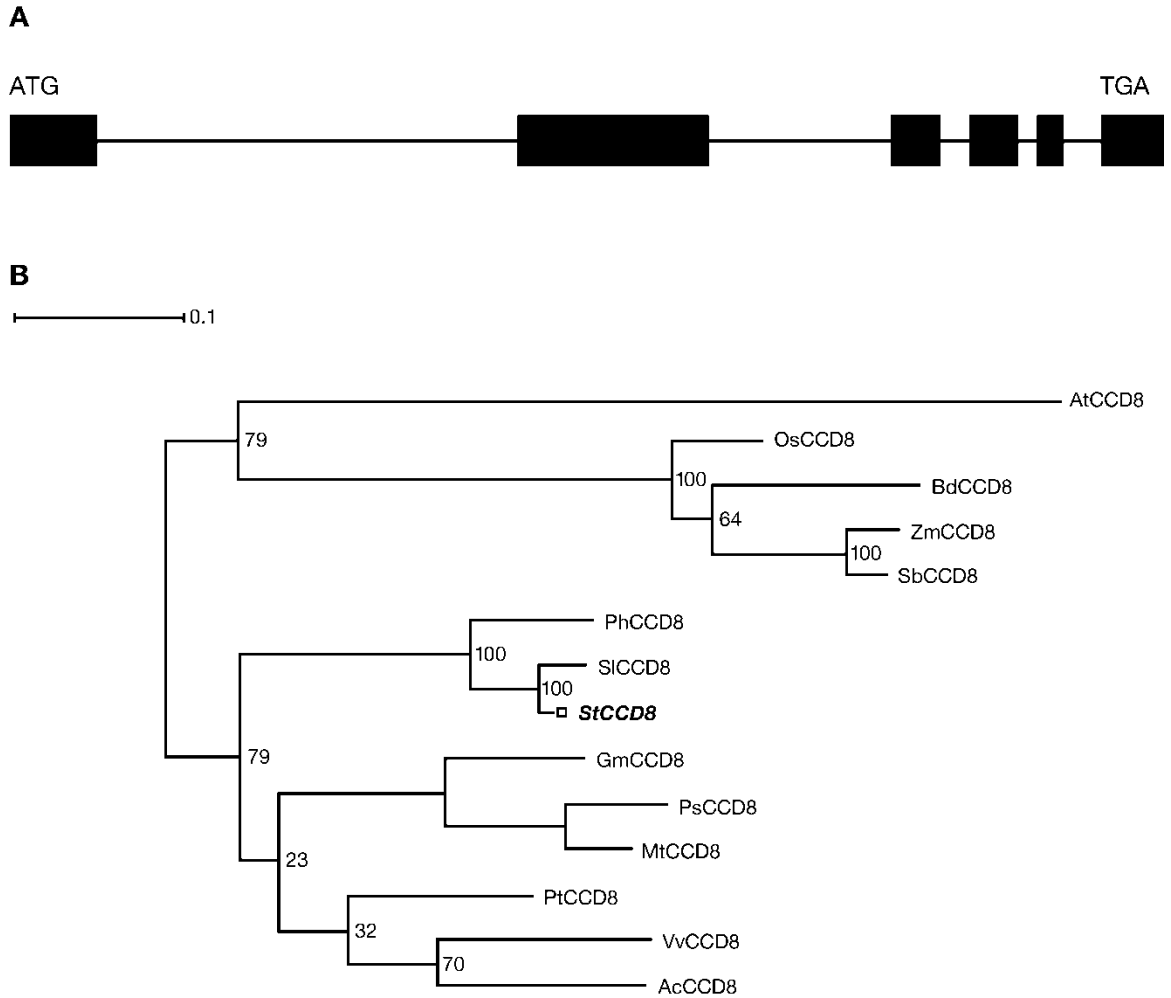 A
ATG TGA
B
0.1
AtCCD8
79
OsCCD8
100
BdCCD8
64
ZmCCD8
100
SbCCD8
PhCCD8
100
SlCCD8
100
StCCD8
79
GmCCD8
PsCCD8
MtCCD8
23
PtCCD8
32
VvCCD8
70
AcCCD8